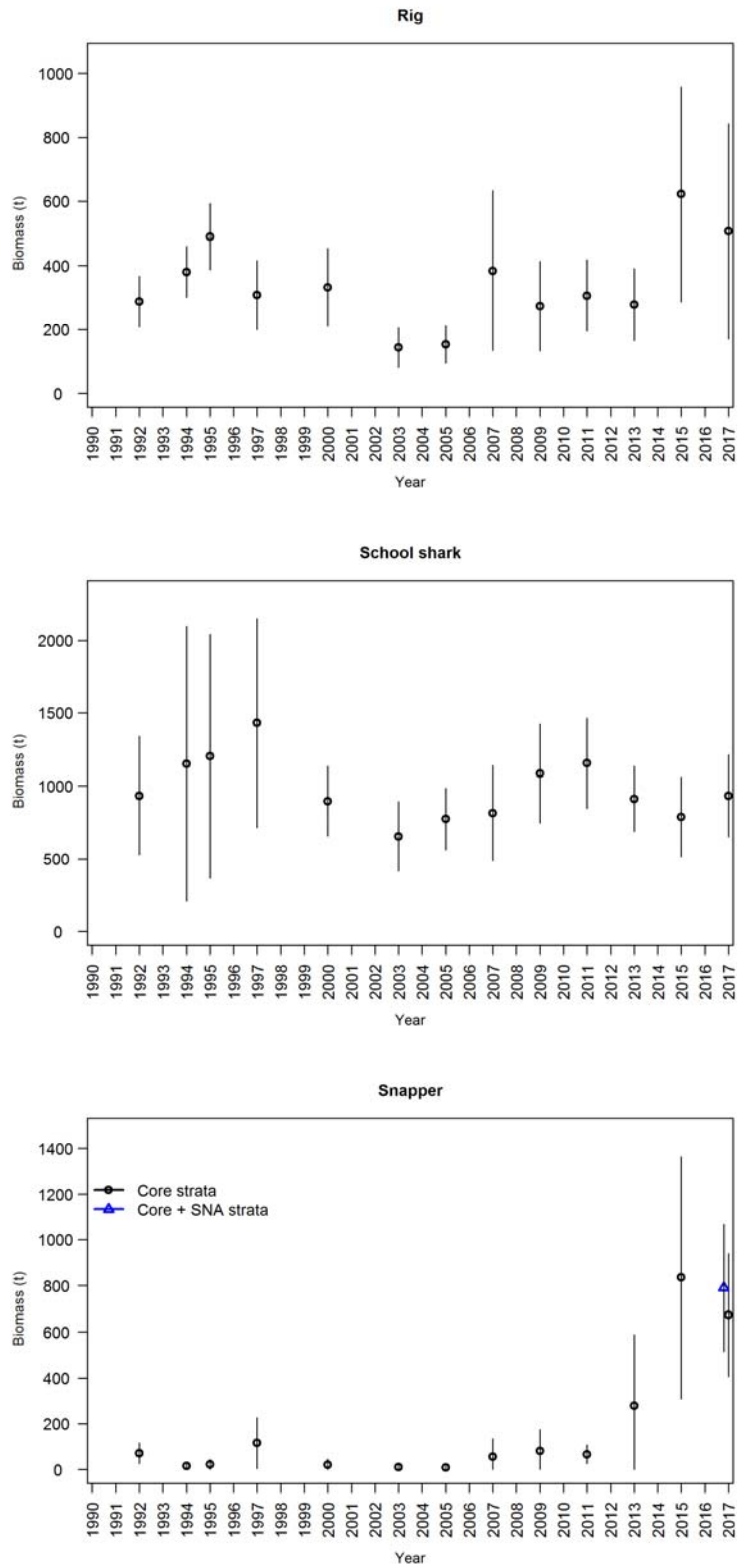 Rig
1000
800
600
400
200
0
Biomass (t)
1990 1991 1992 1993 1994 1995 1996 1997 1998 1999 2000 2001 2002 2003 2004 2005 2006 2007 2008 2009 2010 2011 2012 2013 2014 2015 2016 2017
Year
School shark
2000
1500
1000
500
0
Biomass (t)
1990 1991 1992 1993 1994 1995 1996 1997 1998 1999 2000 2001 2002 2003 2004 2005 2006 2007 2008 2009 2010 2011 2012 2013 2014 2015 2016 2017
Year
Snapper
1400
1200
1000
800
600
400
200
0
Biomass (t)
Core strata
Core + SNA strata
1990 1991 1992 1993 1994 1995 1996 1997 1998 1999 2000 2001 2002 2003 2004 2005 2006 2007 2008 2009 2010 2011 2012 2013 2014 2015 2016 2017
Year